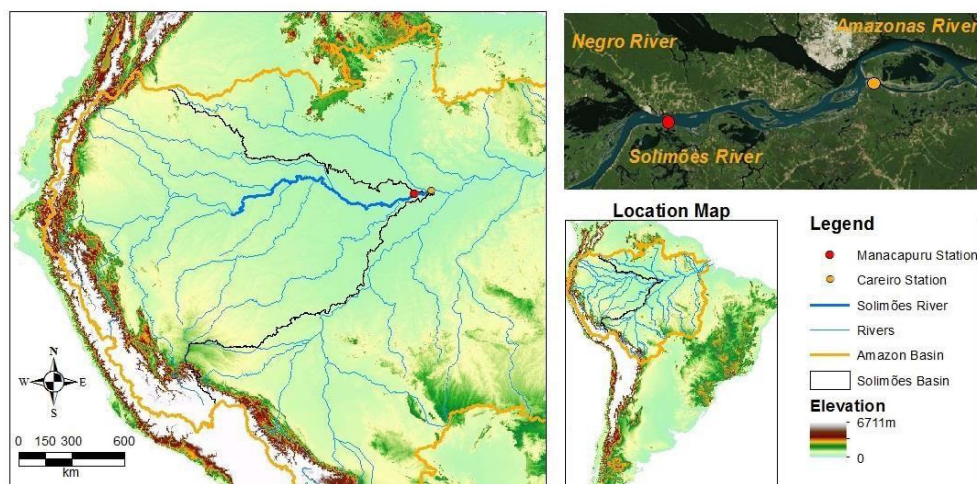 Negro River
Amazonas River
Solimões River
N
W
E
S
0 150 300 600
km
Location Map
Legend
Manacapuru Station
Careiro Station
Solimões River
Rivers
Amazon Basin
Solimões Basin
Elevation
6711m
0